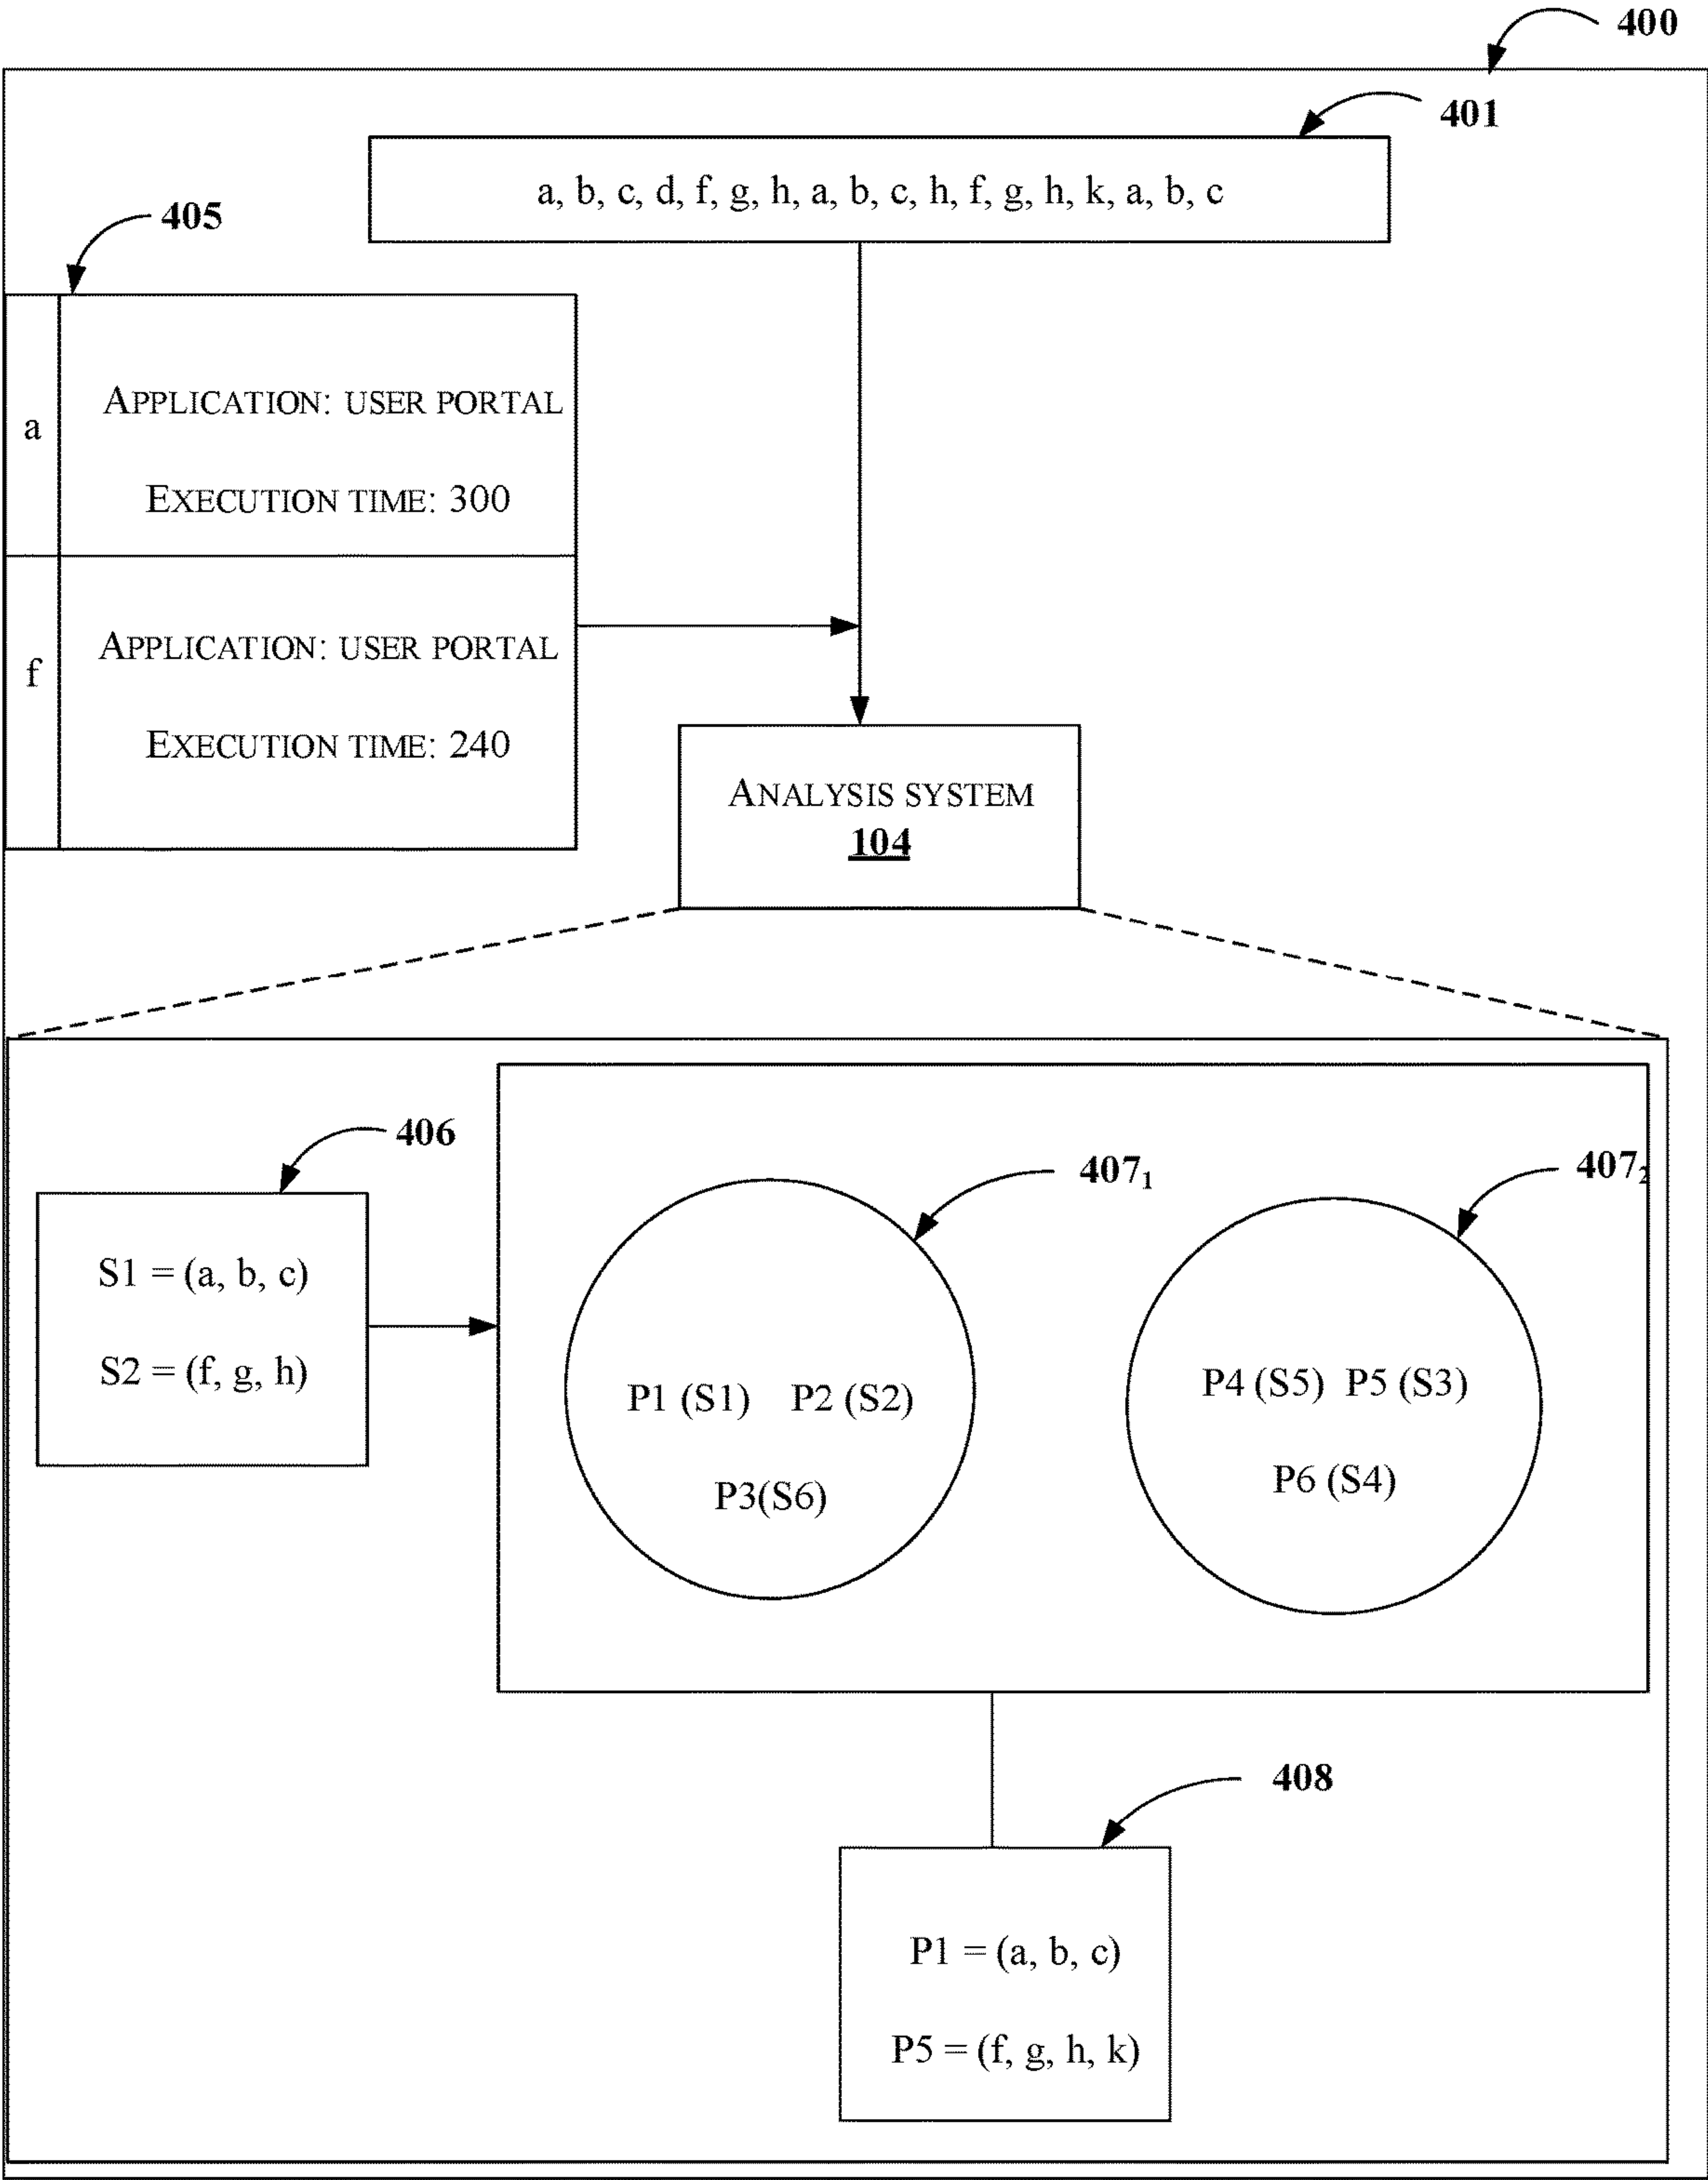 400
401
a, b, c, d, f, g, h, a, b, c, h, f, g, h, k, a, b, c
405
a
APPLICATION: USER PORTAL
EXECUTION TIME: 300
f
APPLICATION: USER PORTAL
EXECUTION TIME: 240
ANALYSIS SYSTEM
104
406
S1 = (a, b, c)
S2 = (f, g, h)
407₁
407₂
P1 (S1) P2 (S2)
P3(S6)
P4 (S5) P5 (S3)
P6 (S4)
408
P1 = (a, b, c)
P5 = (f, g, h, k)